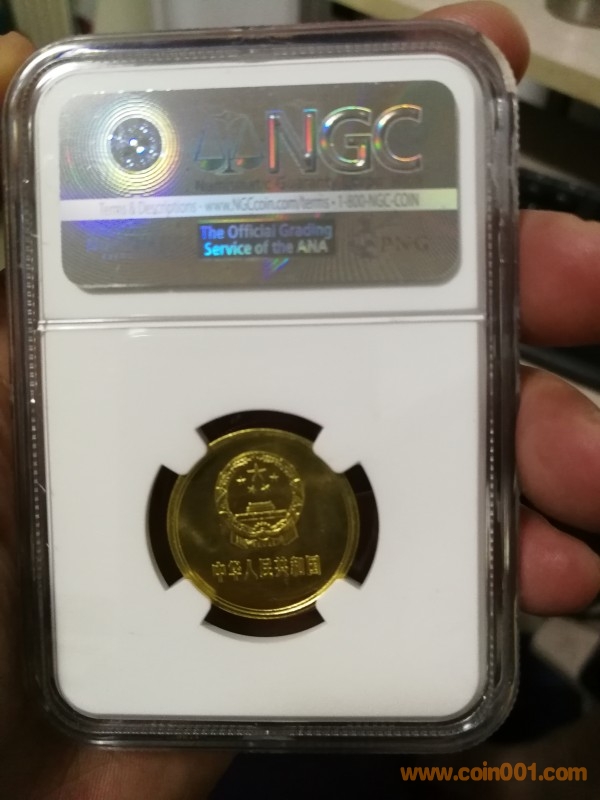 NGC
Terms & Descriptions - www.NGCcoin.com/terms • 1-800-NGC-COIN
The Official Grading
Service of the ANA
PNG
中华人民共和国
www.coin001.com